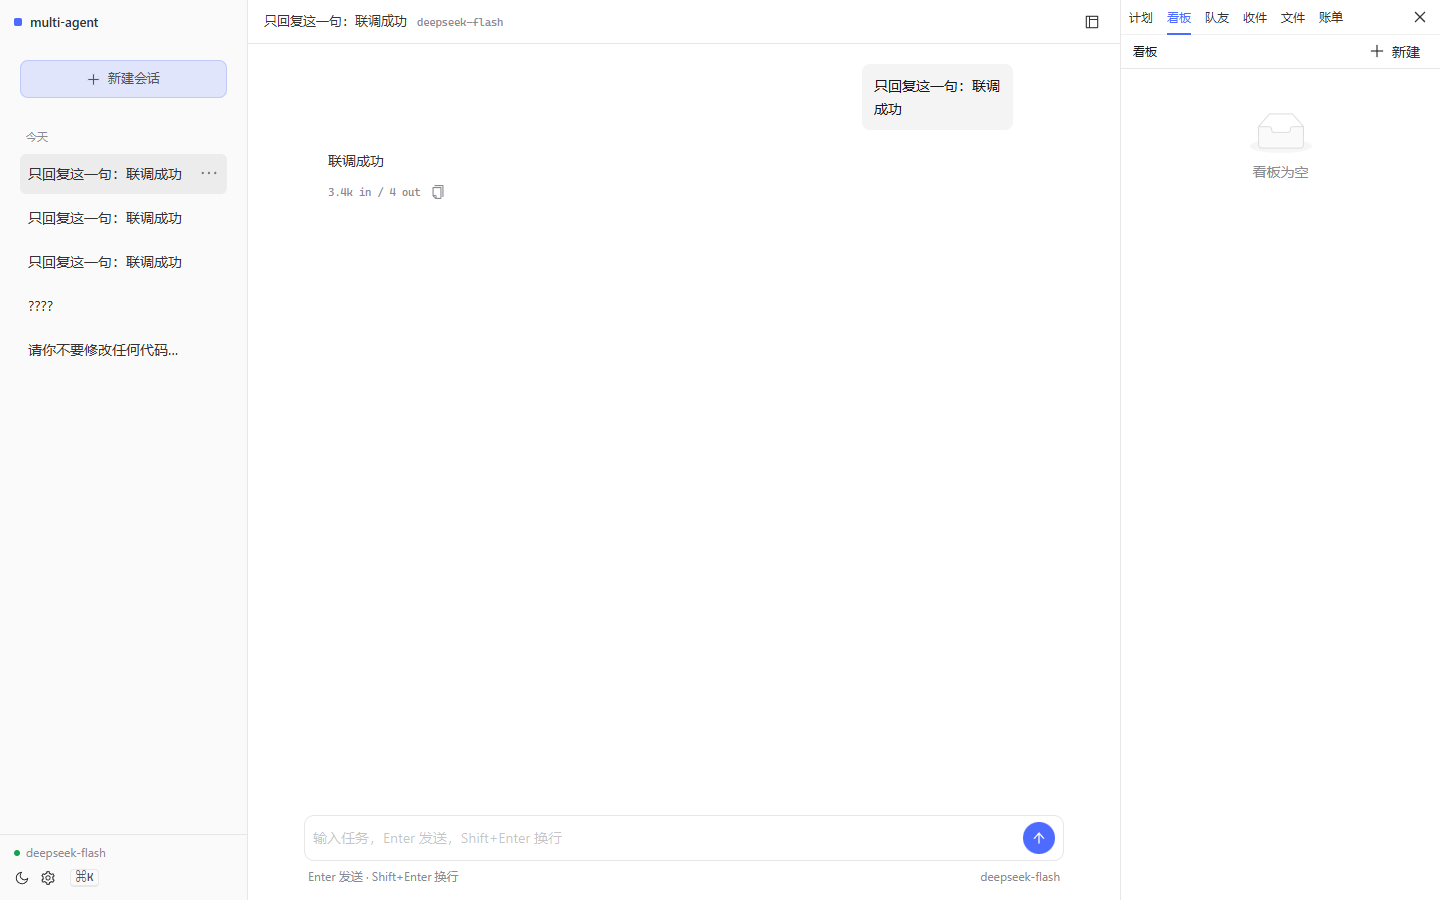 multi-agent
新建会话
今天
只回复这一句：联调成功
只回复这一句：联调成功
只回复这一句：联调成功
????
请你不要修改任何代码...
deepseek-flash
⌘K
只回复这一句：联调成功 deepseek-flash
只回复这一句：联调
成功
联调成功
3.4k in / 4 out
输入任务，Enter 发送，Shift+Enter 换行
Enter 发送 · Shift+Enter 换行
deepseek-flash
计划 看板 队友 收件 文件 账单
看板
新建
看板为空